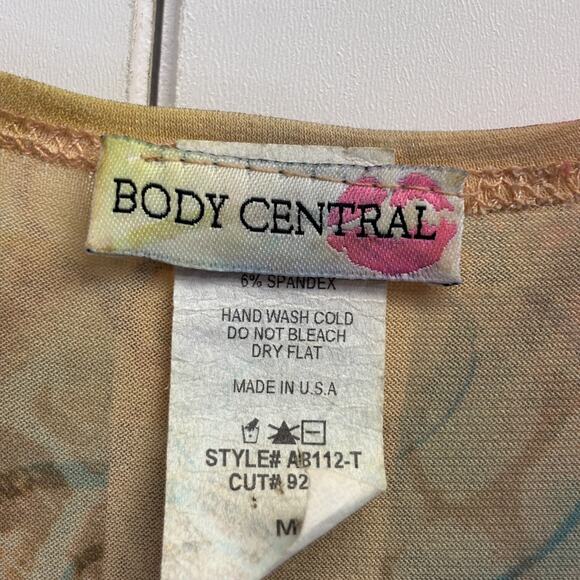 BODY CENTRAL
6% SPANDEX
HAND WASH COLD
DO NOT BLEACH
DRY FLAT
MADE IN U.S.A
STYLE# AB112-T
CUT# 92
M